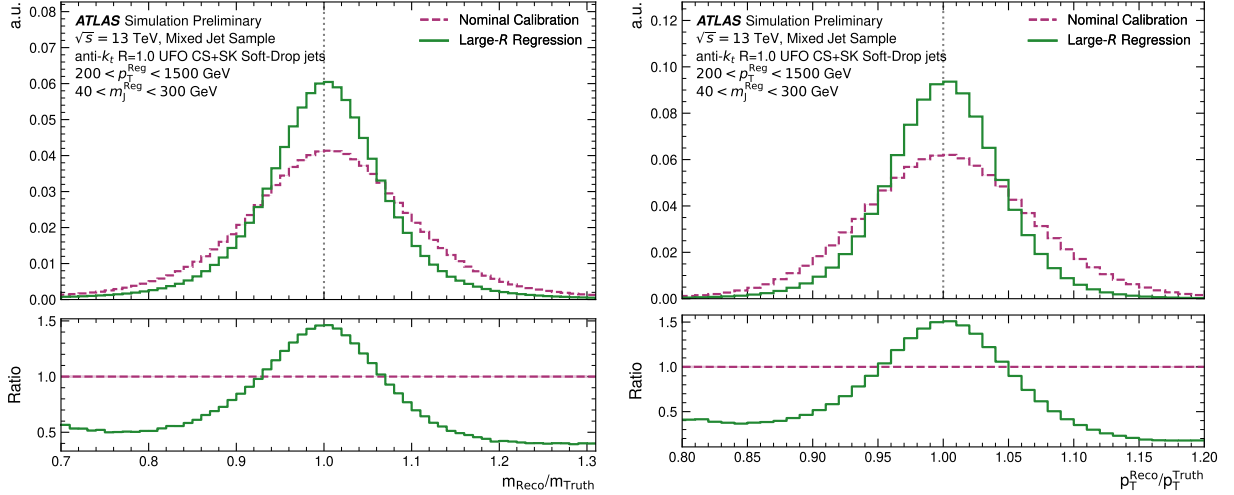 a.u.
ATLAS Simulation Preliminary
√s = 13 TeV, Mixed Jet Sample
anti-k_t R=1.0 UFO CS+SK Soft-Drop jets
200 < p_T^Reg < 1500 GeV
40 < m_J^Reg < 300 GeV
Nominal Calibration
Large-R Regression
0.08
0.07
0.06
0.05
0.04
0.03
0.02
0.01
0.00
Ratio
1.5
1.0
0.5
0.7 0.8 0.9 1.0 1.1 1.2 1.3
m_Reco/m_Truth
a.u.
ATLAS Simulation Preliminary
√s = 13 TeV, Mixed Jet Sample
anti-k_t R=1.0 UFO CS+SK Soft-Drop jets
200 < p_T^Reg < 1500 GeV
40 < m_J^Reg < 300 GeV
Nominal Calibration
Large-R Regression
0.12
0.10
0.08
0.06
0.04
0.02
0.00
Ratio
1.5
1.0
0.5
0.80 0.85 0.90 0.95 1.00 1.05 1.10 1.15 1.20
p_T^Reco/p_T^Truth